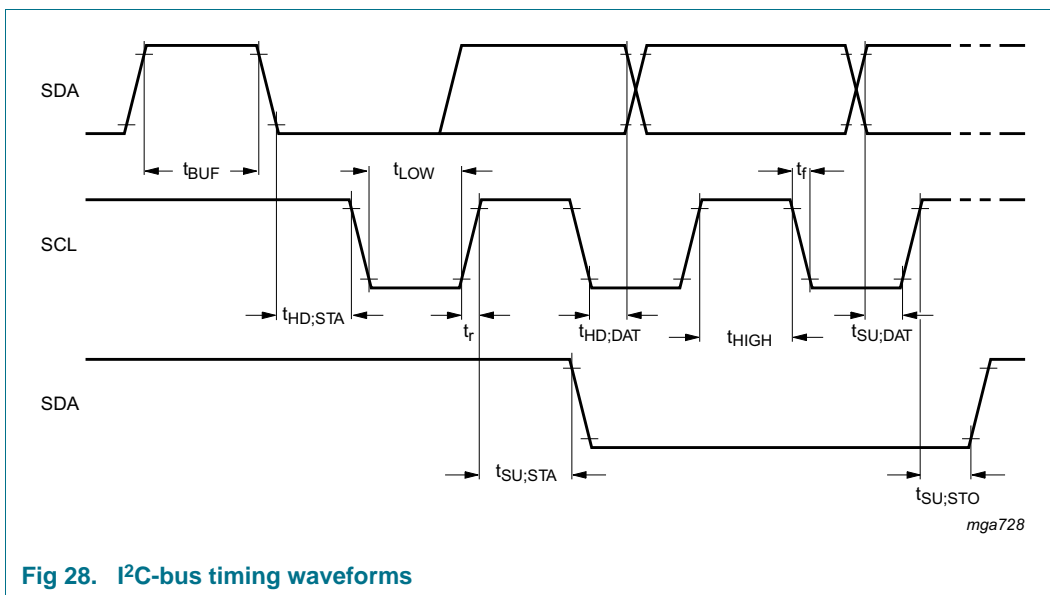 SDA
tBUF tLOW tf
SCL
tHD;STA tr tHD;DAT tHIGH tSU;DAT
SDA
tSU;STA tSU;STO
mga728
Fig 28. I2C-bus timing waveforms